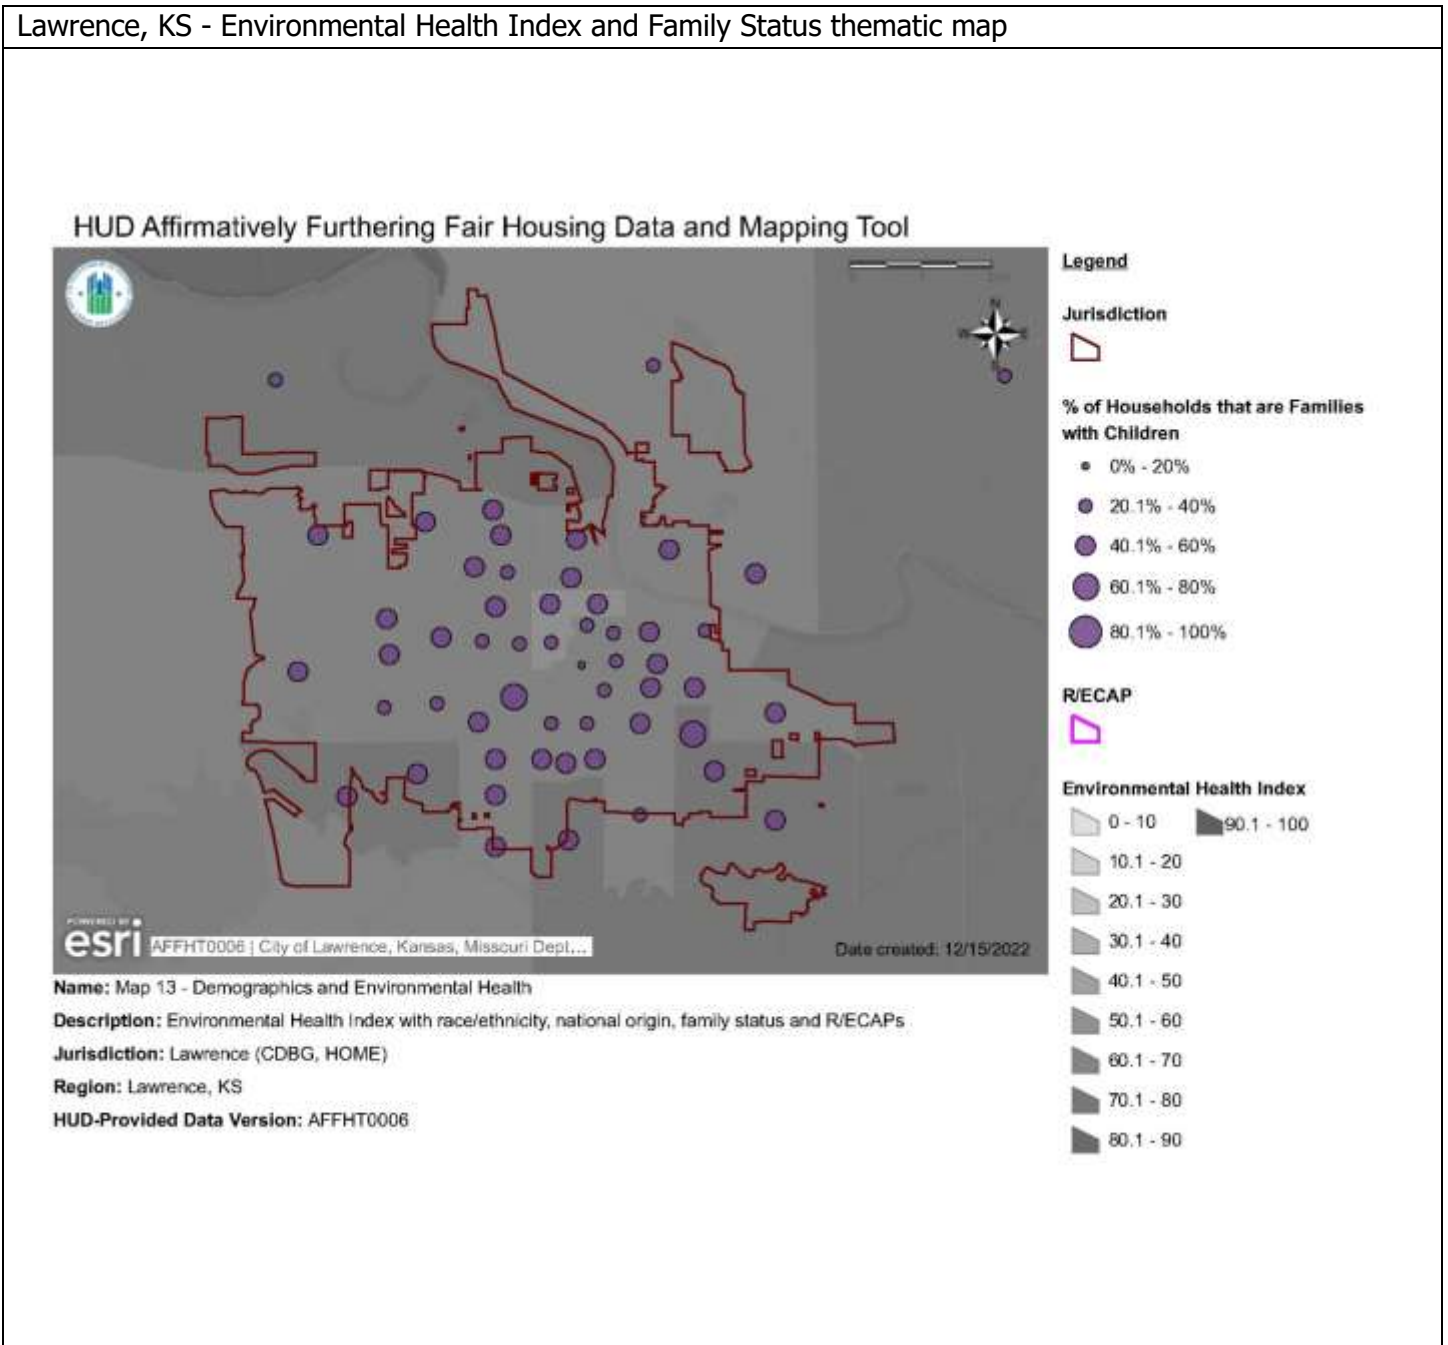 Lawrence, KS - Environmental Health Index and Family Status thematic map
HUD Affirmatively Furthering Fair Housing Data and Mapping Tool
N
W
E
S
Legend
Jurisdiction
% of Households that are Families
with Children
0% - 20%
20.1% - 40%
40.1% - 60%
60.1% - 80%
80.1% - 100%
R/ECAP
Environmental Health Index
0 - 10
90.1 - 100
10.1 - 20
20.1 - 30
30.1 - 40
40.1 - 50
50.1 - 60
60.1 - 70
70.1 - 80
80.1 - 90
POWERED BY
esri
AFFHT0006 | City of Lawrence, Kansas, Missouri Dept...
Date created: 12/15/2022
Name: Map 13 - Demographics and Environmental Health
Description: Environmental Health Index with race/ethnicity, national origin, family status and R/ECAPs
Jurisdiction: Lawrence (CDBG, HOME)
Region: Lawrence, KS
HUD-Provided Data Version: AFFHT0006